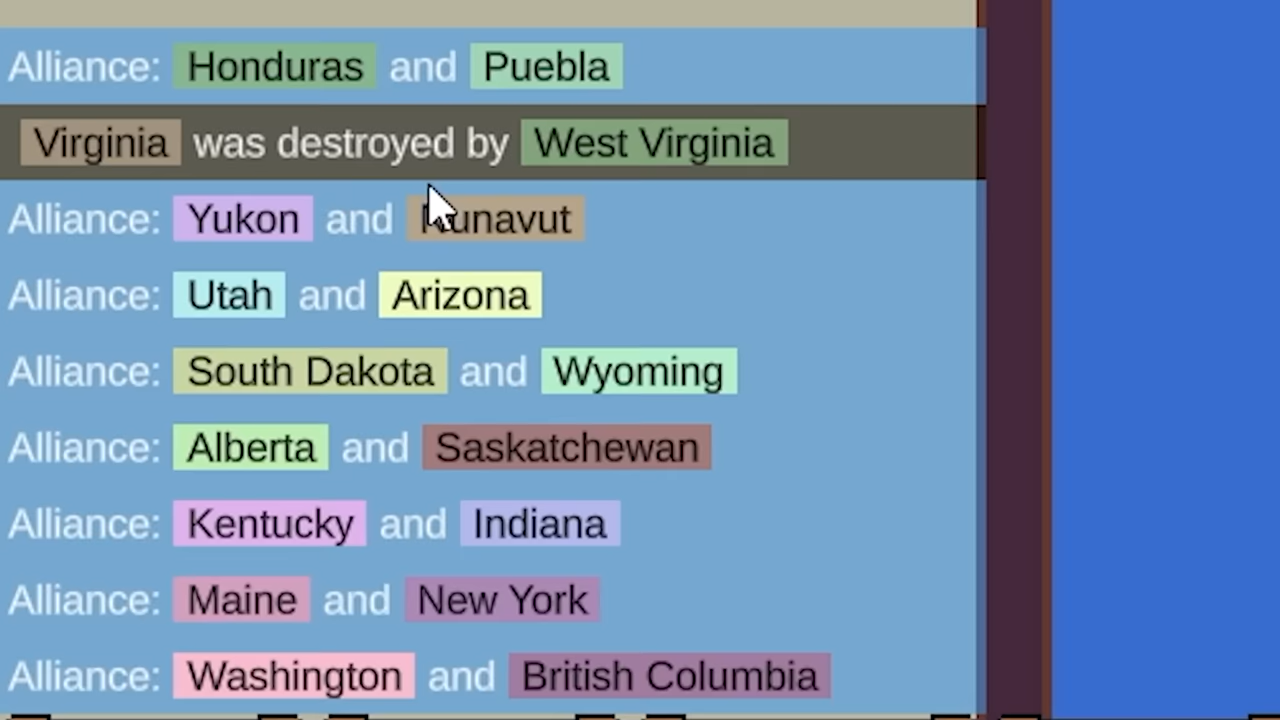 Alliance: Honduras and Puebla
Virginia was destroyed by West Virginia
Alliance: Yukon and Nunavut
Alliance: Utah and Arizona
Alliance: South Dakota and Wyoming
Alliance: Alberta and Saskatchewan
Alliance: Kentucky and Indiana
Alliance: Maine and New York
Alliance: Washington and British Columbia